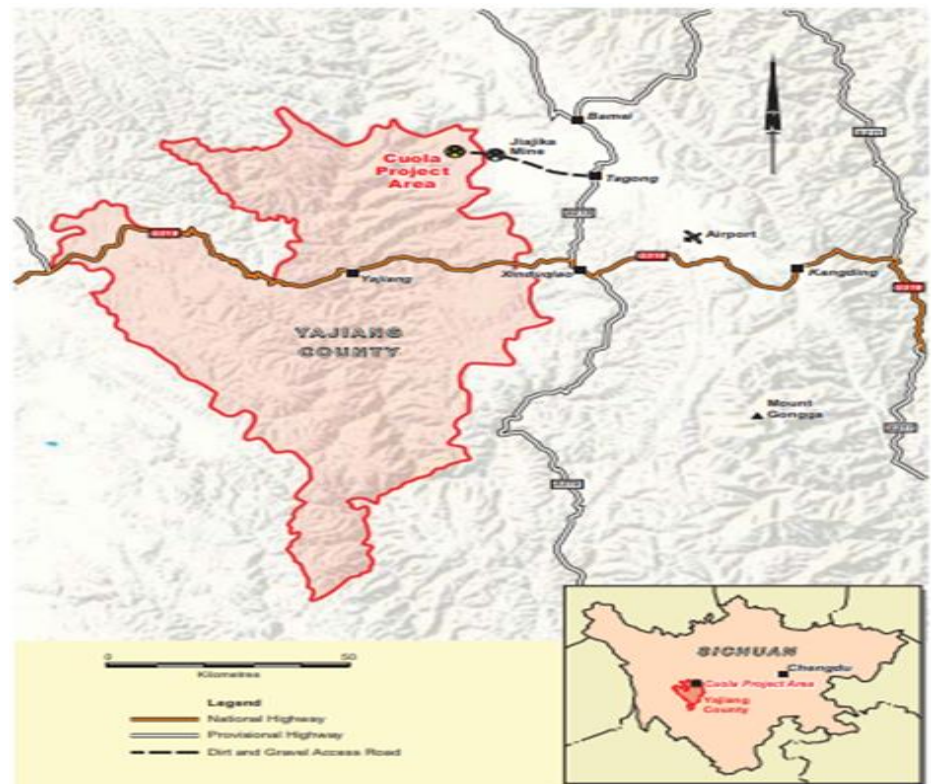 Bamai
Jiajika
Mine
Cuola
Project
Area
Tagong
Airport
Xinduqiao
Kangding
Yajiang
YAJIANG
COUNTY
Mount
Gongga
0 50
Kilometres
Legend
National Highway
Provisional Highway
Dirt and Gravel Access Road
SICHUAN
Chengdu
Cuola Project Area
Yajiang
County
N